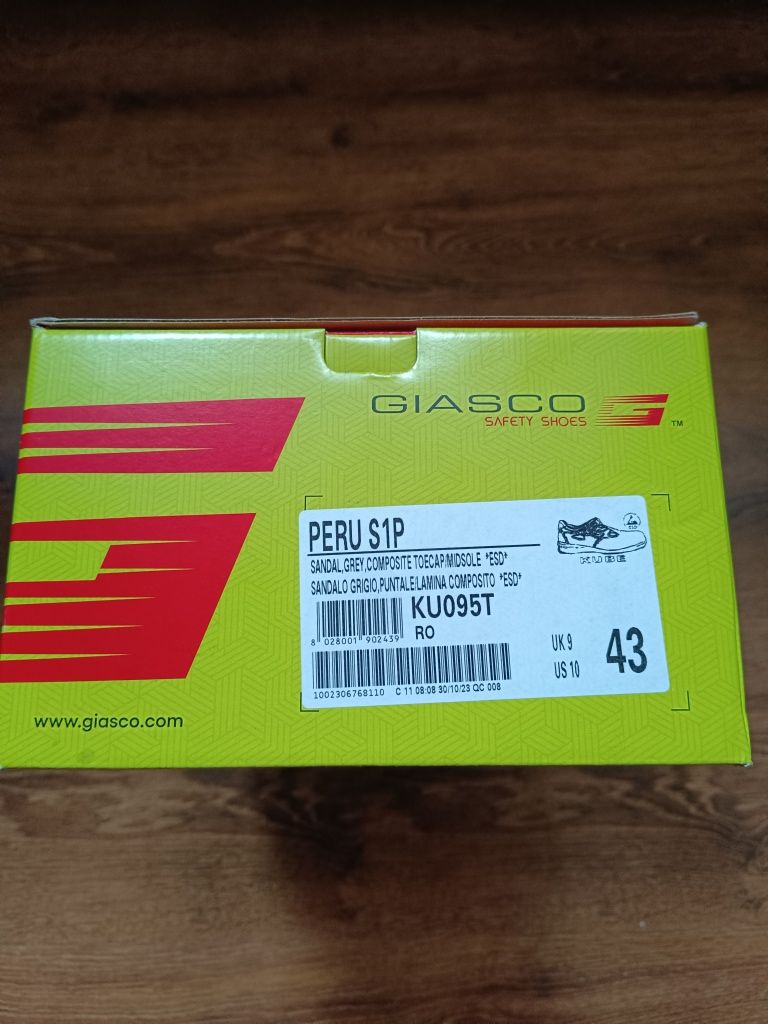 GIASCO
SAFETY SHOES
TM
PERU S1P
SANDAL,GREY,COMPOSITE TOECAP/MIDSOLE *ESD*
SANDALO GRIGIO,PUNTALE/LAMINA COMPOSITO *ESD*
KUBE
KU095T
8 028001 902439
RO
UK 9
US 10
43
1002306768110 C 11 08:08 30/10/23 QC 008
www.giasco.com